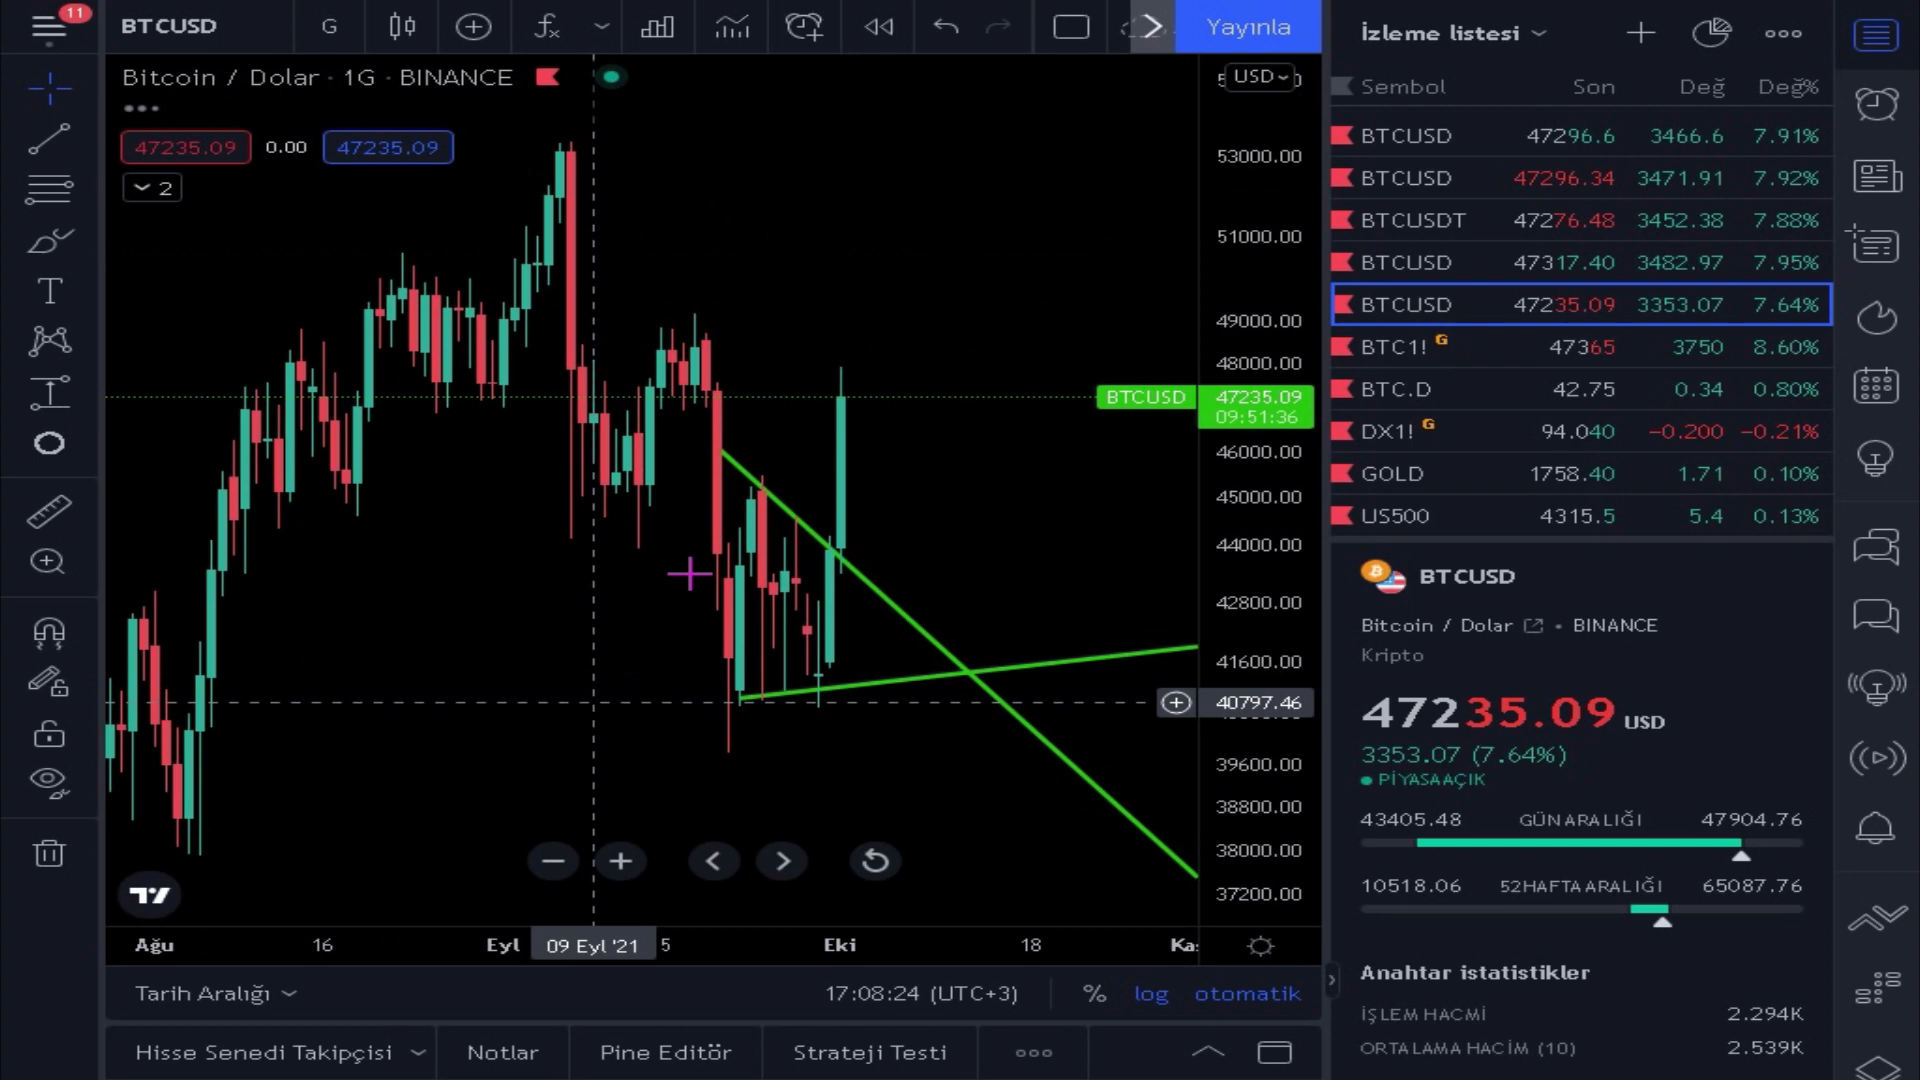 11
BTCUSD
G
Yayınla
Bitcoin / Dolar · 1G · BINANCE
USD
47235.09
0.00
47235.09
2
53000.00
51000.00
49000.00
48000.00
BTCUSD
47235.09
09:51:36
46000.00
45000.00
44000.00
42800.00
41600.00
40797.46
39600.00
38800.00
38000.00
37200.00
Ağu
16
Eyl
09 Eyl '21
5
Eki
18
Ka
Tarih Aralığı
17:08:24 (UTC+3)
%
log
otomatik
Hisse Senedi Takipçisi
Notlar
Pine Editör
Strateji Testi
İzleme listesi
Sembol Son Değ Değ%
BTCUSD 47296.6 3466.6 7.91%
BTCUSD 47296.34 3471.91 7.92%
BTCUSDT 47276.48 3452.38 7.88%
BTCUSD 47317.40 3482.97 7.95%
BTCUSD 47235.09 3353.07 7.64%
BTC1! G 47365 3750 8.60%
BTC.D 42.75 0.34 0.80%
DX1! G 94.040 −0.200 −0.21%
GOLD 1758.40 1.71 0.10%
US500 4315.5 5.4 0.13%
BTCUSD
Bitcoin / Dolar • BINANCE
Kripto
47235.09 USD
3353.07 (7.64%)
PİYASA AÇIK
43405.48 GÜN ARALIĞI 47904.76
10518.06 52HAFTA ARALIĞI 65087.76
Anahtar istatistikler
İŞLEM HACMİ 2.294K
ORTALAMA HACİM (10) 2.539K